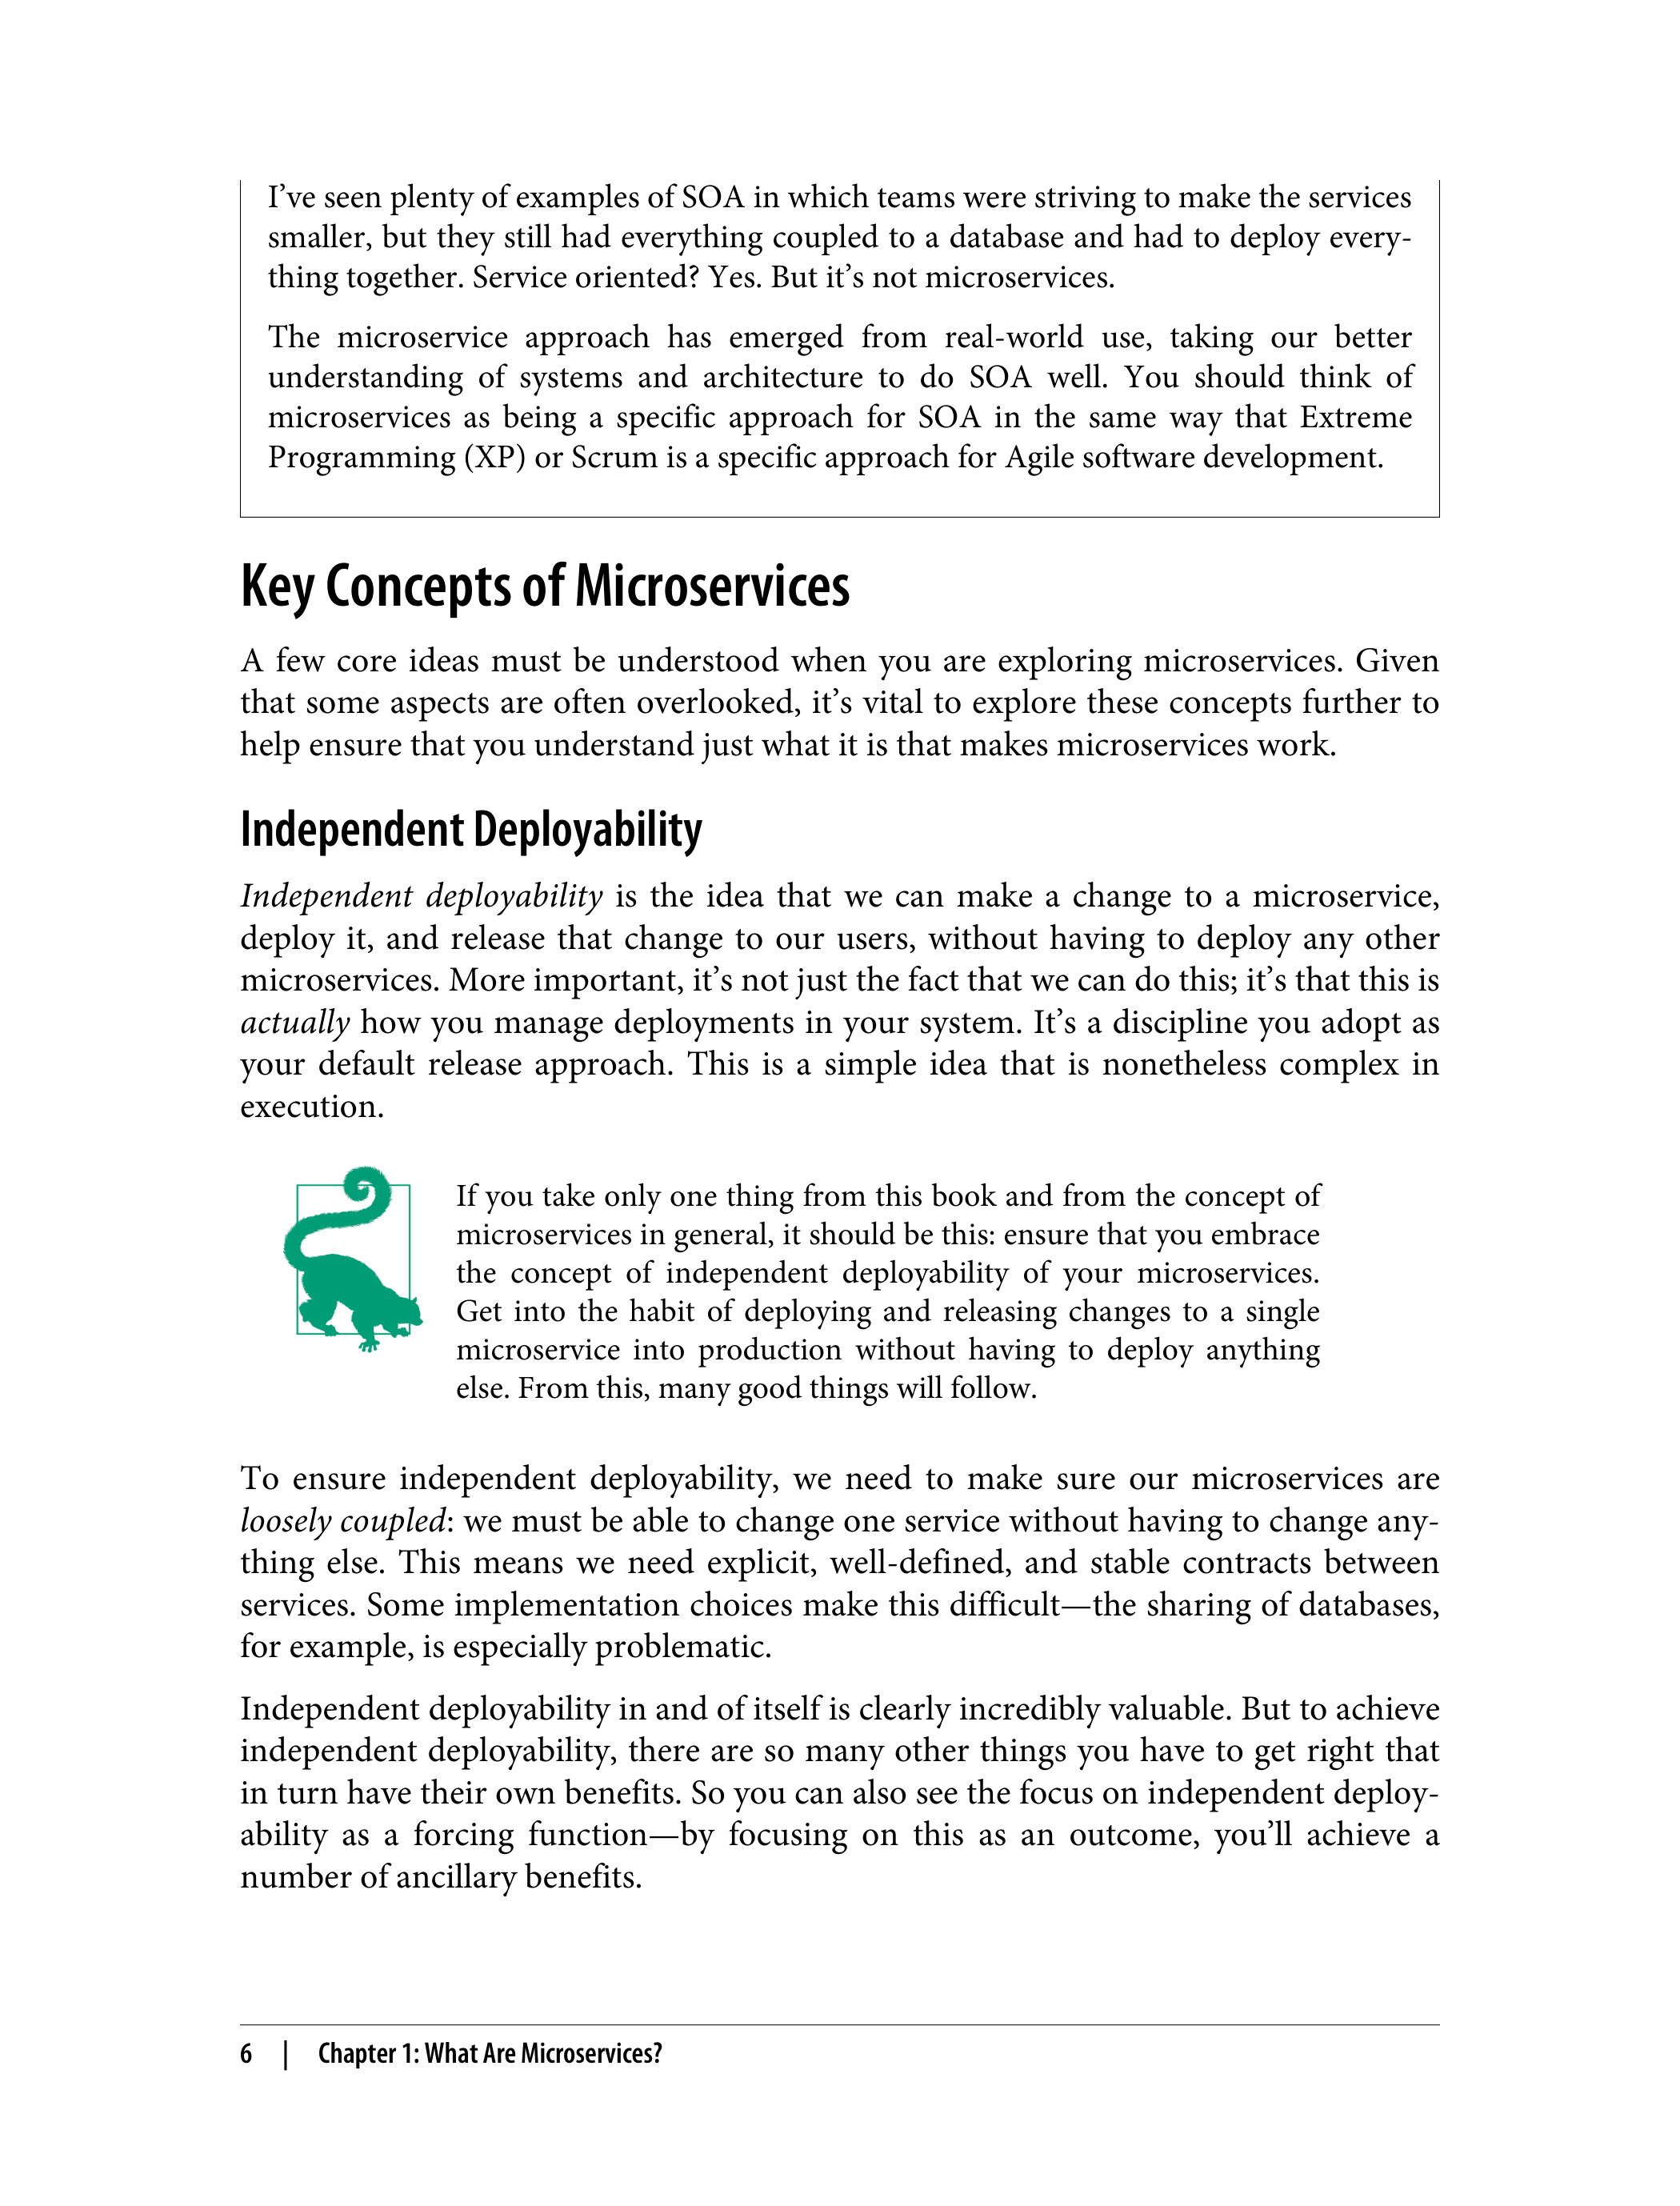 I’ve seen plenty of examples of SOA in which teams were striving to make the services
smaller, but they still had everything coupled to a database and had to deploy every-
thing together. Service oriented? Yes. But it’s not microservices.
The microservice approach has emerged from real-world use, taking our better
understanding of systems and architecture to do SOA well. You should think of
microservices as being a specific approach for SOA in the same way that Extreme
Programming (XP) or Scrum is a specific approach for Agile software development.
Key Concepts of Microservices
A few core ideas must be understood when you are exploring microservices. Given
that some aspects are often overlooked, it’s vital to explore these concepts further to
help ensure that you understand just what it is that makes microservices work.
Independent Deployability
Independent deployability is the idea that we can make a change to a microservice,
deploy it, and release that change to our users, without having to deploy any other
microservices. More important, it’s not just the fact that we can do this; it’s that this is
actually how you manage deployments in your system. It’s a discipline you adopt as
your default release approach. This is a simple idea that is nonetheless complex in
execution.
If you take only one thing from this book and from the concept of
microservices in general, it should be this: ensure that you embrace
the concept of independent deployability of your microservices.
Get into the habit of deploying and releasing changes to a single
microservice into production without having to deploy anything
else. From this, many good things will follow.
To ensure independent deployability, we need to make sure our microservices are
loosely coupled: we must be able to change one service without having to change any-
thing else. This means we need explicit, well-defined, and stable contracts between
services. Some implementation choices make this difficult—the sharing of databases,
for example, is especially problematic.
Independent deployability in and of itself is clearly incredibly valuable. But to achieve
independent deployability, there are so many other things you have to get right that
in turn have their own benefits. So you can also see the focus on independent deploy-
ability as a forcing function—by focusing on this as an outcome, you’ll achieve a
number of ancillary benefits.
6 | Chapter 1: What Are Microservices?